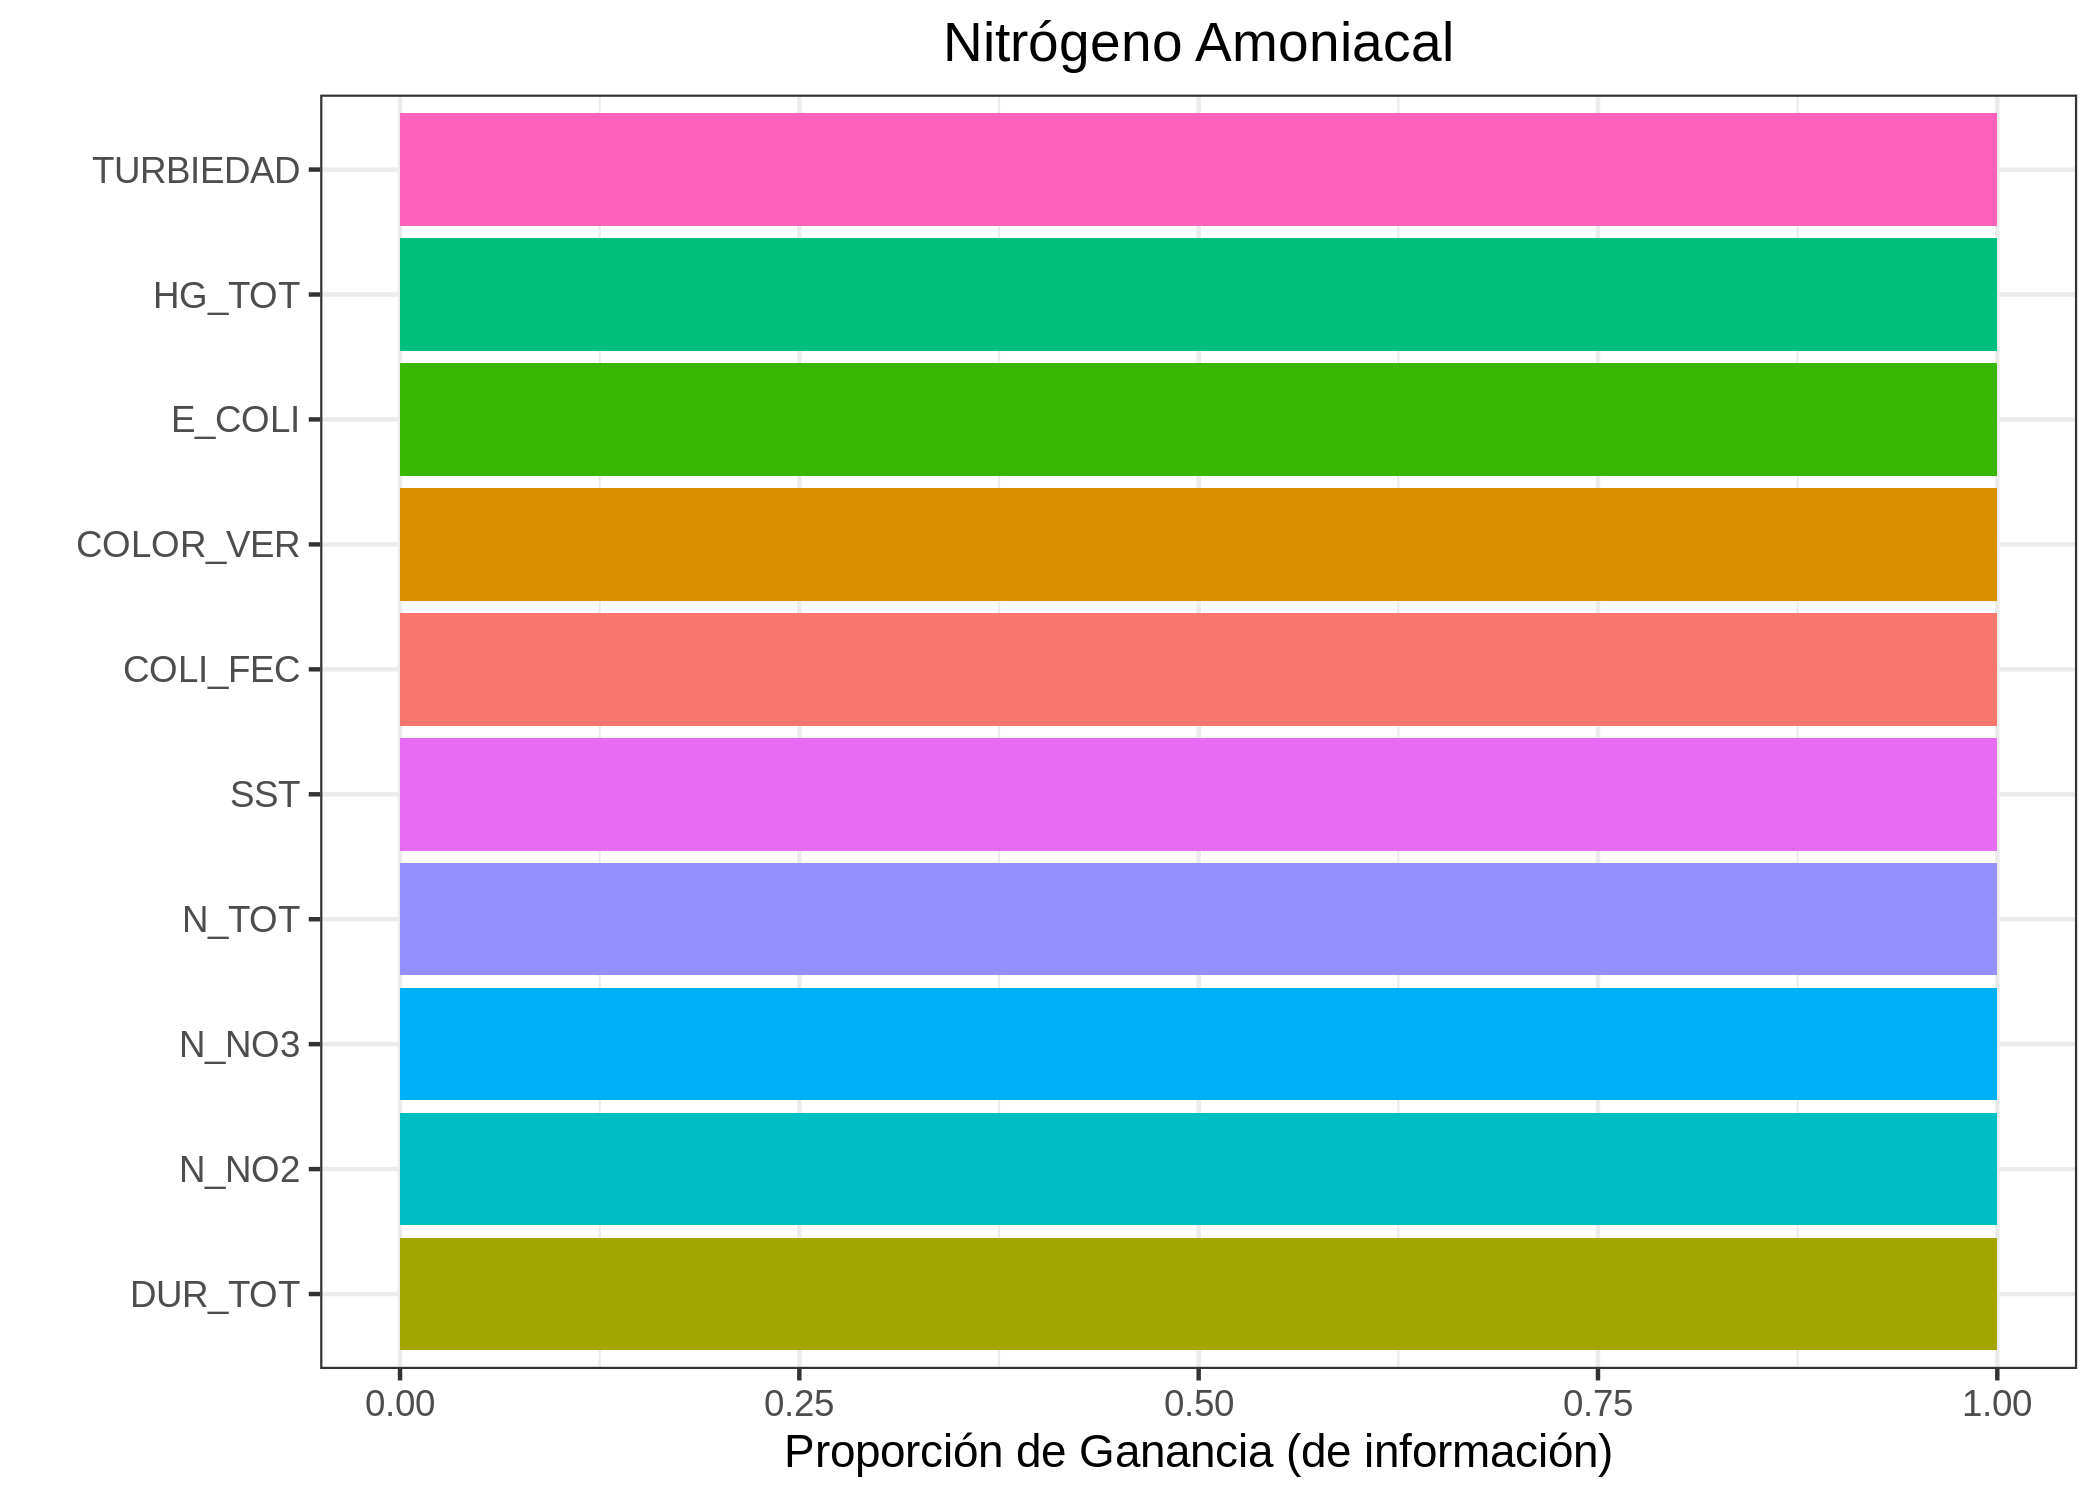 Nitrógeno Amoniacal
TURBIEDAD
HG_TOT
E_COLI
COLOR_VER
COLI_FEC
SST
N_TOT
N_NO3
N_NO2
DUR_TOT
0.00 0.25 0.50 0.75 1.00
Proporción de Ganancia (de información)